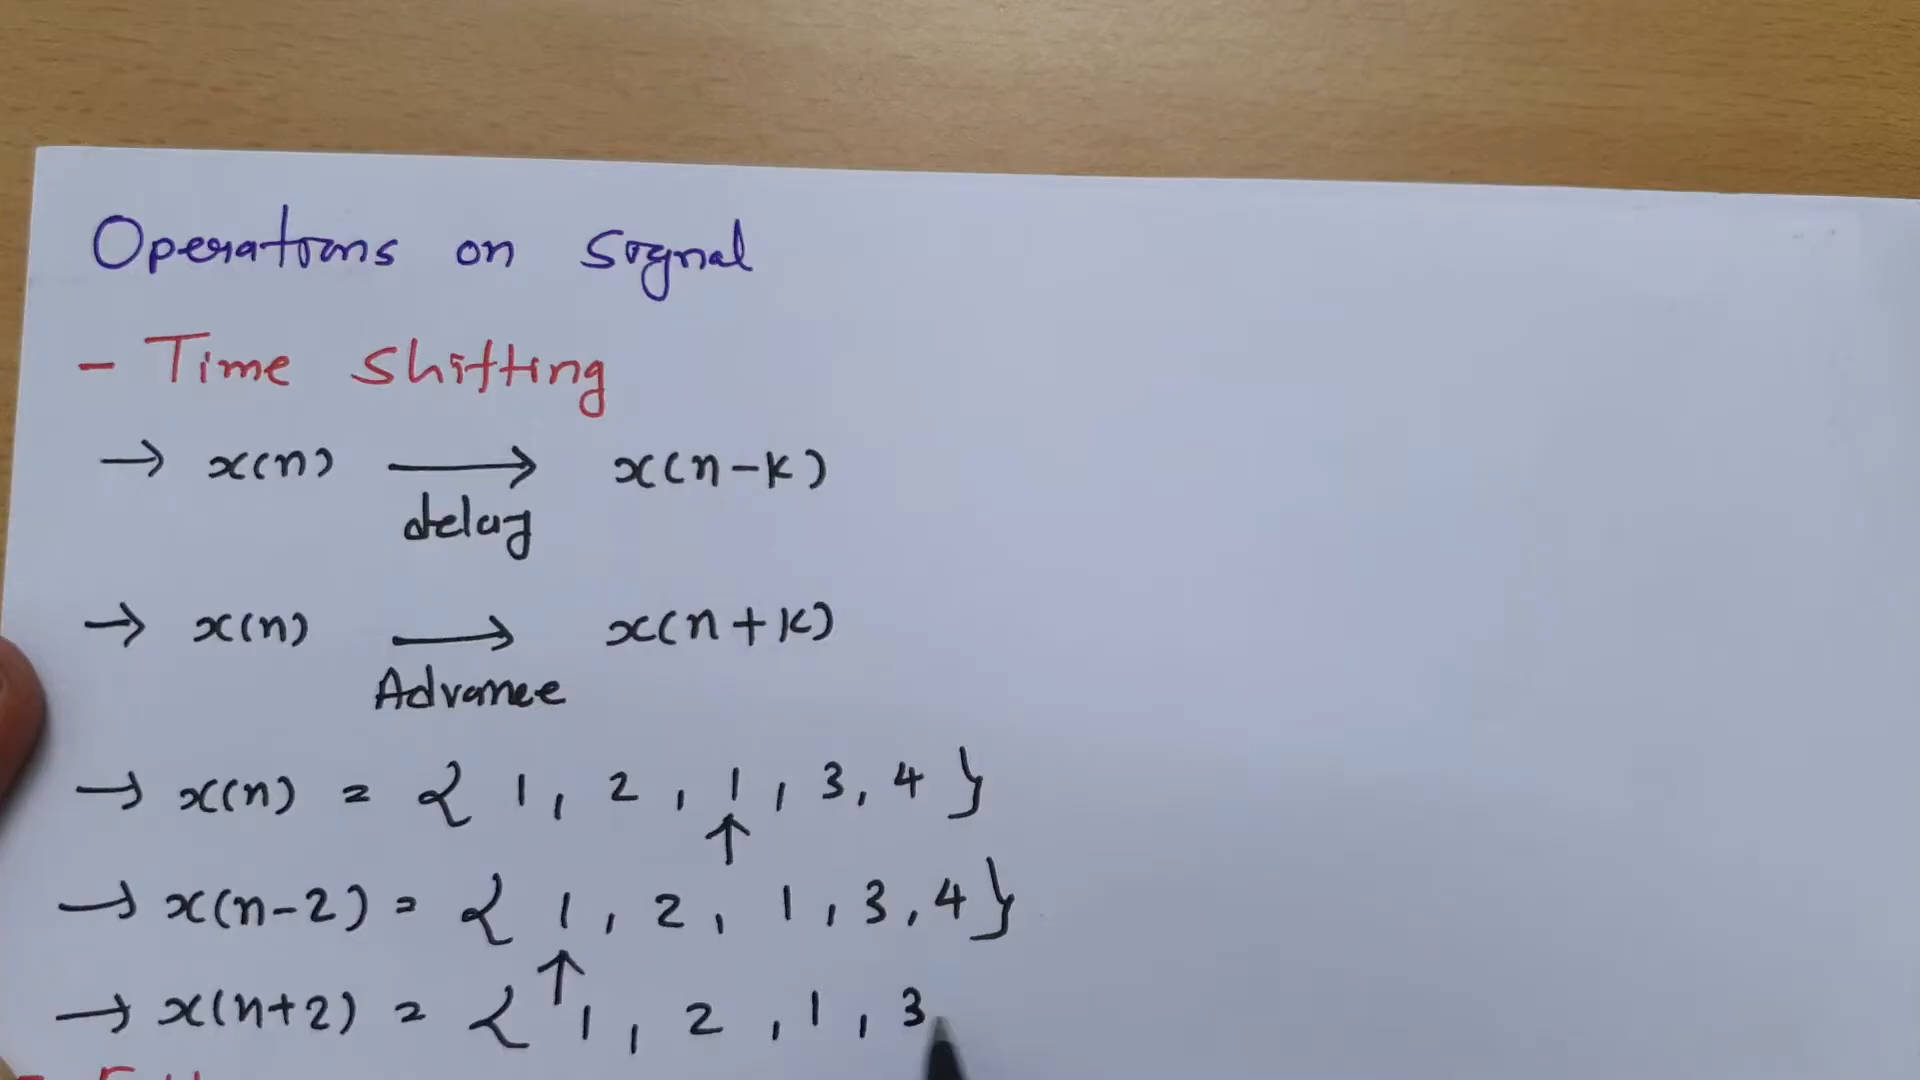 Operations on Signal
- Time Shifting
→ x(n) → x(n-k)
delay
→ x(n) → x(n+k)
Advance
→ x(n) = { 1, 2, 1, 3, 4 }
↑
→ x(n-2) = { 1, 2, 1, 3, 4 }
↑
→ x(n+2) = { 1, 2, 1, 3